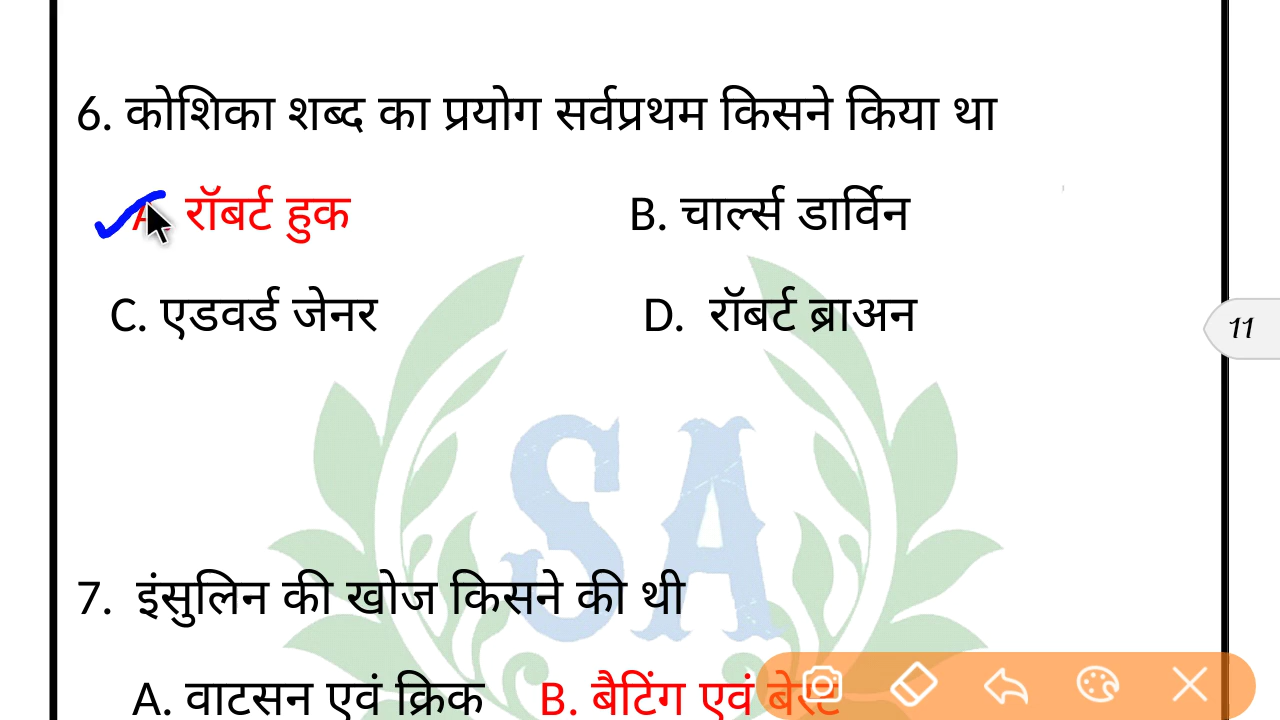 6. कोशिका शब्द का प्रयोग सर्वप्रथम किसने किया था
A. रॉबर्ट हुक B. चार्ल्स डार्विन
C. एडवर्ड जेनर D. रॉबर्ट ब्राअन
11
SA
7. इंसुलिन की खोज किसने की थी
A. वाटसन एवं क्रिक B. बैटिंग एवं बेस्ट